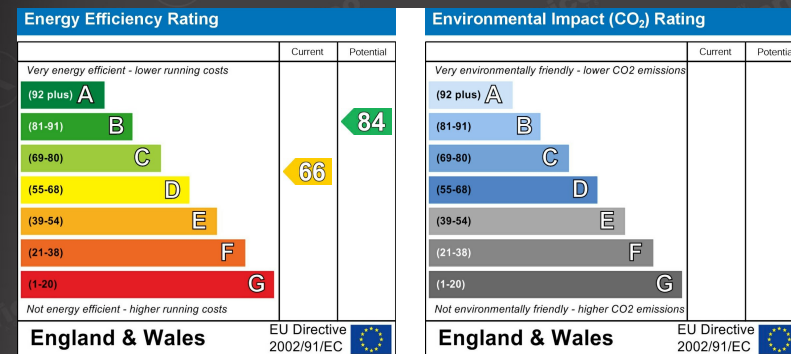 Energy Efficiency Rating
Current Potential
Very energy efficient - lower running costs
(92 plus) A
(81-91) B
84
(69-80) C
66
(55-68) D
(39-54) E
(21-38) F
(1-20) G
Not energy efficient - higher running costs
England & Wales
EU Directive
2002/91/EC
Environmental Impact (CO₂) Rating
Current Potential
Very environmentally friendly - lower CO2 emissions
(92 plus) A
(81-91) B
(69-80) C
(55-68) D
(39-54) E
(21-38) F
(1-20) G
Not environmentally friendly - higher CO2 emissions
England & Wales
EU Directive
2002/91/EC